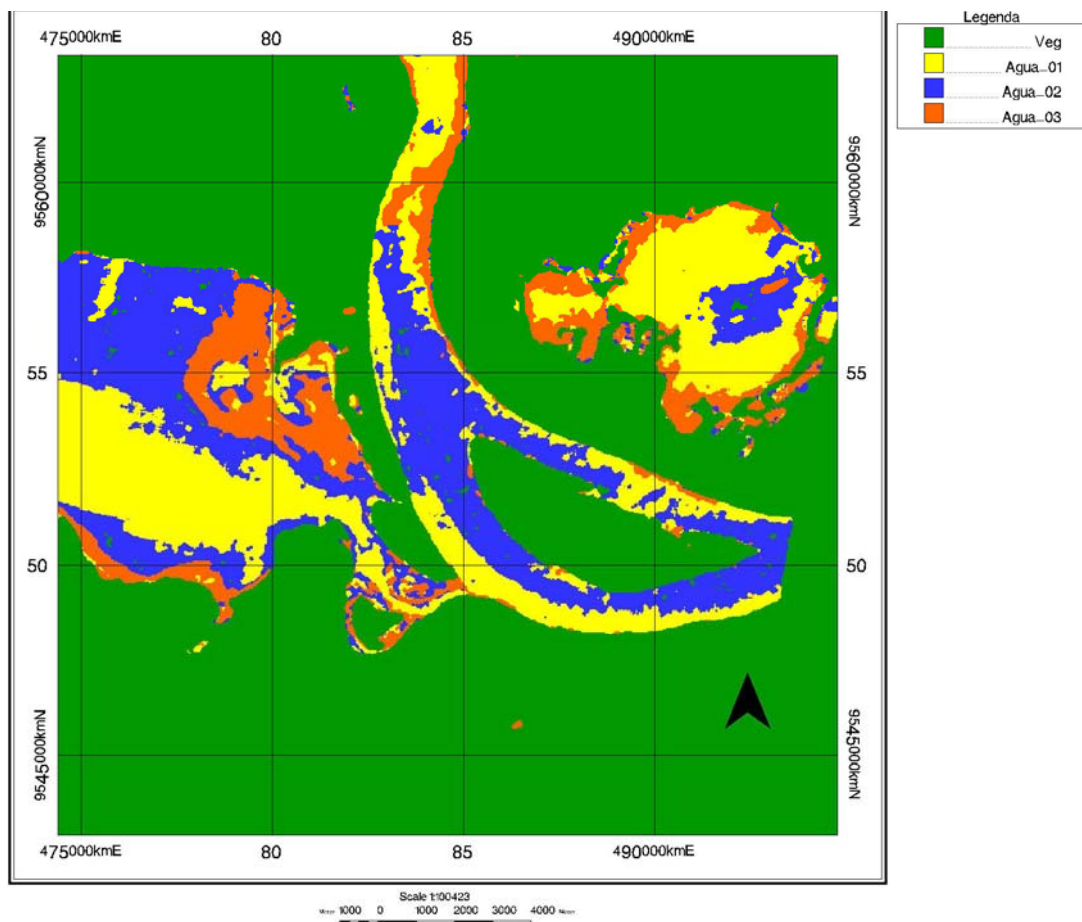 Legenda
Veg
Agua_01
Agua_02
Agua_03
475000kmE 80 85 490000kmE
9560000kmN 9560000kmN
55 55
50 50
9545000kmN 9545000kmN
475000kmE 80 85 490000kmE
Scale 1:100423
1000 0 1000 2000 3000 4000